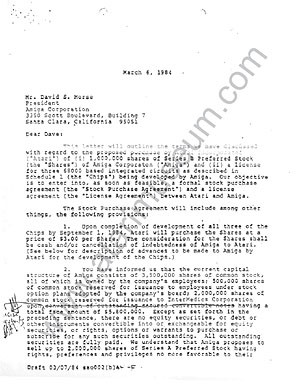 March 6, 1984
Mr. David S. Morse
President
Amiga Corporation
3350 Scott Boulevard, Building 7
Santa Clara, California 95051
Dear Dave:
This letter will outline the terms we have discussed
with regard to the proposed purchase by Atari, Inc.
("Atari") of (i) 1,000,000 shares of Series B Preferred Stock
(the "Shares") of Amiga Corporation ("Amiga") and (ii) a license
for three 68000 based integrated circuits as described in
Schedule 1 (the "Chips") being developed by Amiga. Our objective
is to enter into, as soon as feasible, a formal stock purchase
agreement (the "Stock Purchase Agreement") and a license
agreement (the "License Agreement") between Atari and Amiga.
The Stock Purchase Agreement will include among other
things, the following provisions:
1. Upon completion of development of all three of the
Chips by September 1, 1984, Atari will purchase the Shares at a
price of $3.00 per Share. The consideration for the Shares shall
be cash and/or cancellation of indebtedness of Amiga to Atari.
(See below for description of advances to be made to Amiga by
Atari for the development of the Chips.)
2. You have informed us that the current capital
structure of Amiga consists of 3,500,000 shares of common stock,
all of which is owned by the company's employees; 500,000 shares
of common stock reserved for issuance to employees under stock
option plans adopted by the company's board; 2,000,000 shares of
common stock reserved for issuance to InterMedics Corporation
upon conversion of outstanding secured convertible notes having a
total face amount of $5,600,000. Except as set forth in the
preceding sentence, there are no equity securities, or debt or
other instruments convertible into or exchangeable for equity
securities, or rights, options or warrants to purchase or
subscribe for any such securities outstanding. All outstanding
securities are fully paid. We understand that Amiga proposes to
sell up to 2,000,000 shares of Series B Preferred Stock having
rights, preferences and privileges no more favorable to their
Draft 03/07/84